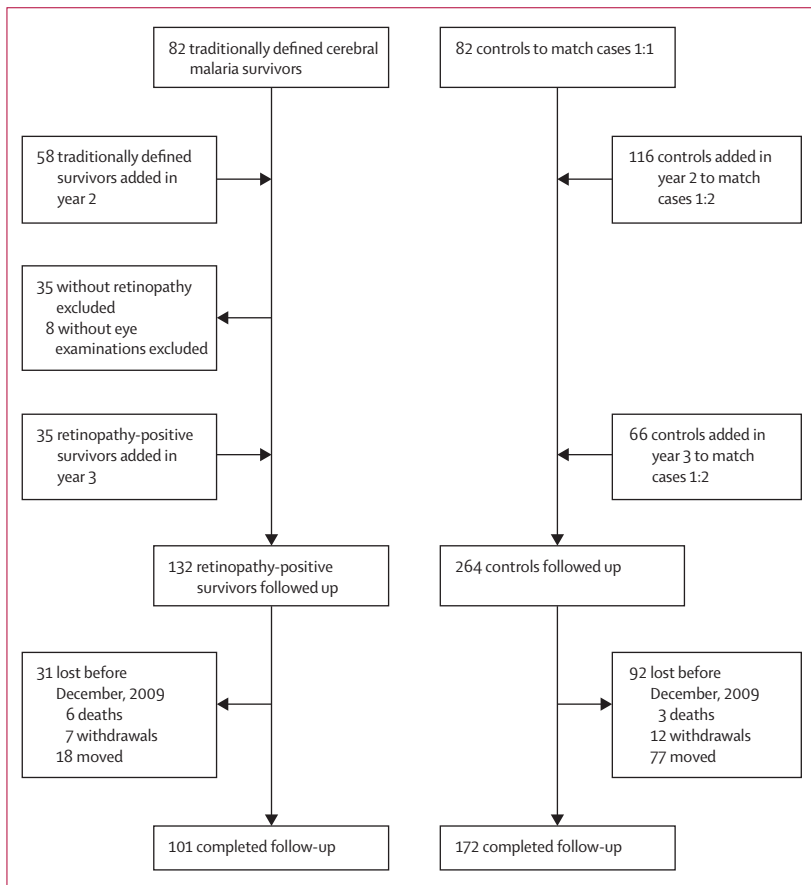 82 traditionally defined cerebral
malaria survivors
82 controls to match cases 1:1
58 traditionally defined
survivors added in
year 2
116 controls added in
year 2 to match
cases 1:2
35 without retinopathy
excluded
8 without eye
examinations excluded
35 retinopathy-positive
survivors added in
year 3
66 controls added in
year 3 to match
cases 1:2
132 retinopathy-positive
survivors followed up
264 controls followed up
31 lost before
December, 2009
6 deaths
7 withdrawals
18 moved
92 lost before
December, 2009
3 deaths
12 withdrawals
77 moved
101 completed follow-up
172 completed follow-up